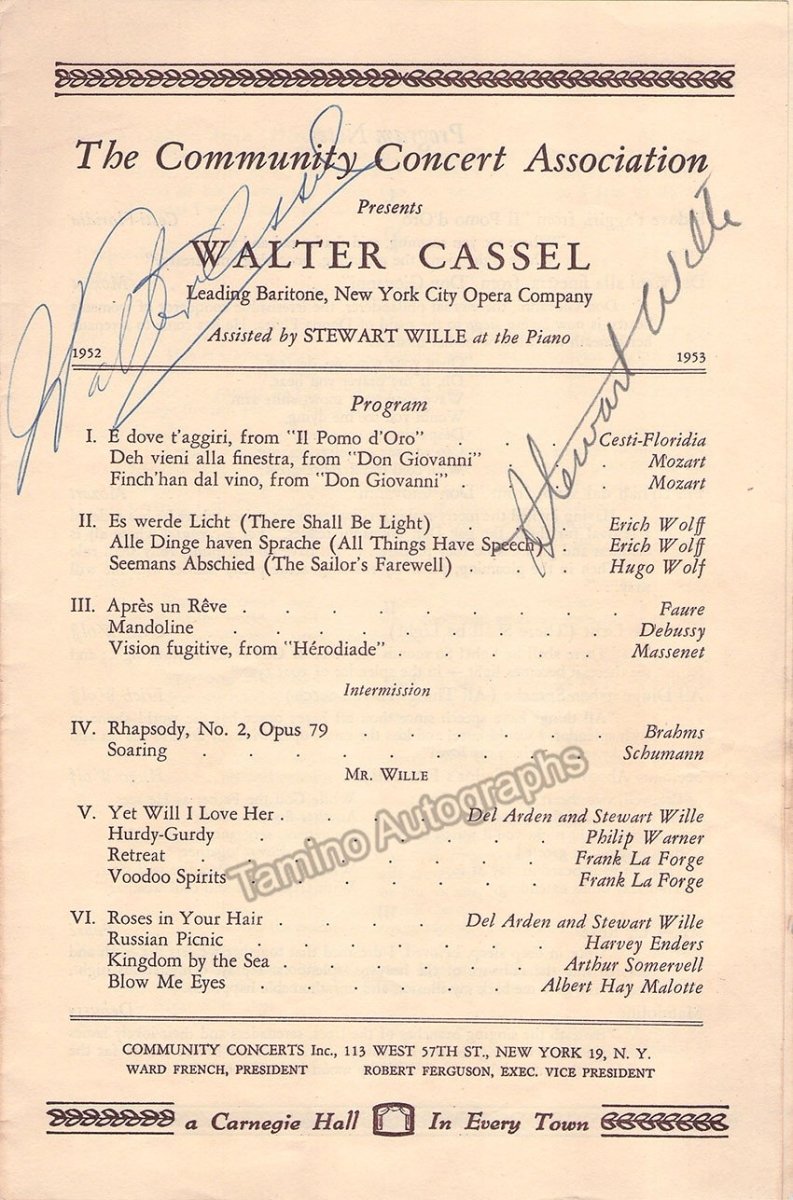 The Community Concert Association
Presents
WALTER CASSEL
Leading Baritone, New York City Opera Company
Assisted by STEWART WILLE at the Piano
1952 1953
Walter Cassel
Stewart Wille
Program
I. E dove t'aggiri, from "Il Pomo d'Oro" . . . Cesti-Floridia
Deh vieni alla finestra, from "Don Giovanni" . . Mozart
Finch'han dal vino, from "Don Giovanni" . . . Mozart
II. Es werde Licht (There Shall Be Light) . . . Erich Wolff
Alle Dinge haven Sprache (All Things Have Speech) . Erich Wolff
Seemans Abschied (The Sailor's Farewell) . . . Hugo Wolf
III. Après un Rêve . . . . . . . . . Faure
Mandoline . . . . . . . . . Debussy
Vision fugitive, from "Hérodiade" . . . . . Massenet
Intermission
IV. Rhapsody, No. 2, Opus 79 . . . . . Brahms
Soaring . . . . . . . . . Schumann
MR. WILLE
V. Yet Will I Love Her . . . . Del Arden and Stewart Wille
Hurdy-Gurdy . . . . . . . Philip Warner
Retreat . . . . . . . . Frank La Forge
Voodoo Spirits . . . . . . . Frank La Forge
VI. Roses in Your Hair . . . . Del Arden and Stewart Wille
Russian Picnic . . . . . . . Harvey Enders
Kingdom by the Sea . . . . . . Arthur Somervell
Blow Me Eyes . . . . . . Albert Hay Malotte
COMMUNITY CONCERTS Inc., 113 WEST 57TH ST., NEW YORK 19, N. Y.
WARD FRENCH, PRESIDENT ROBERT FERGUSON, EXEC. VICE PRESIDENT
a Carnegie Hall In Every Town
Tamino Autographs